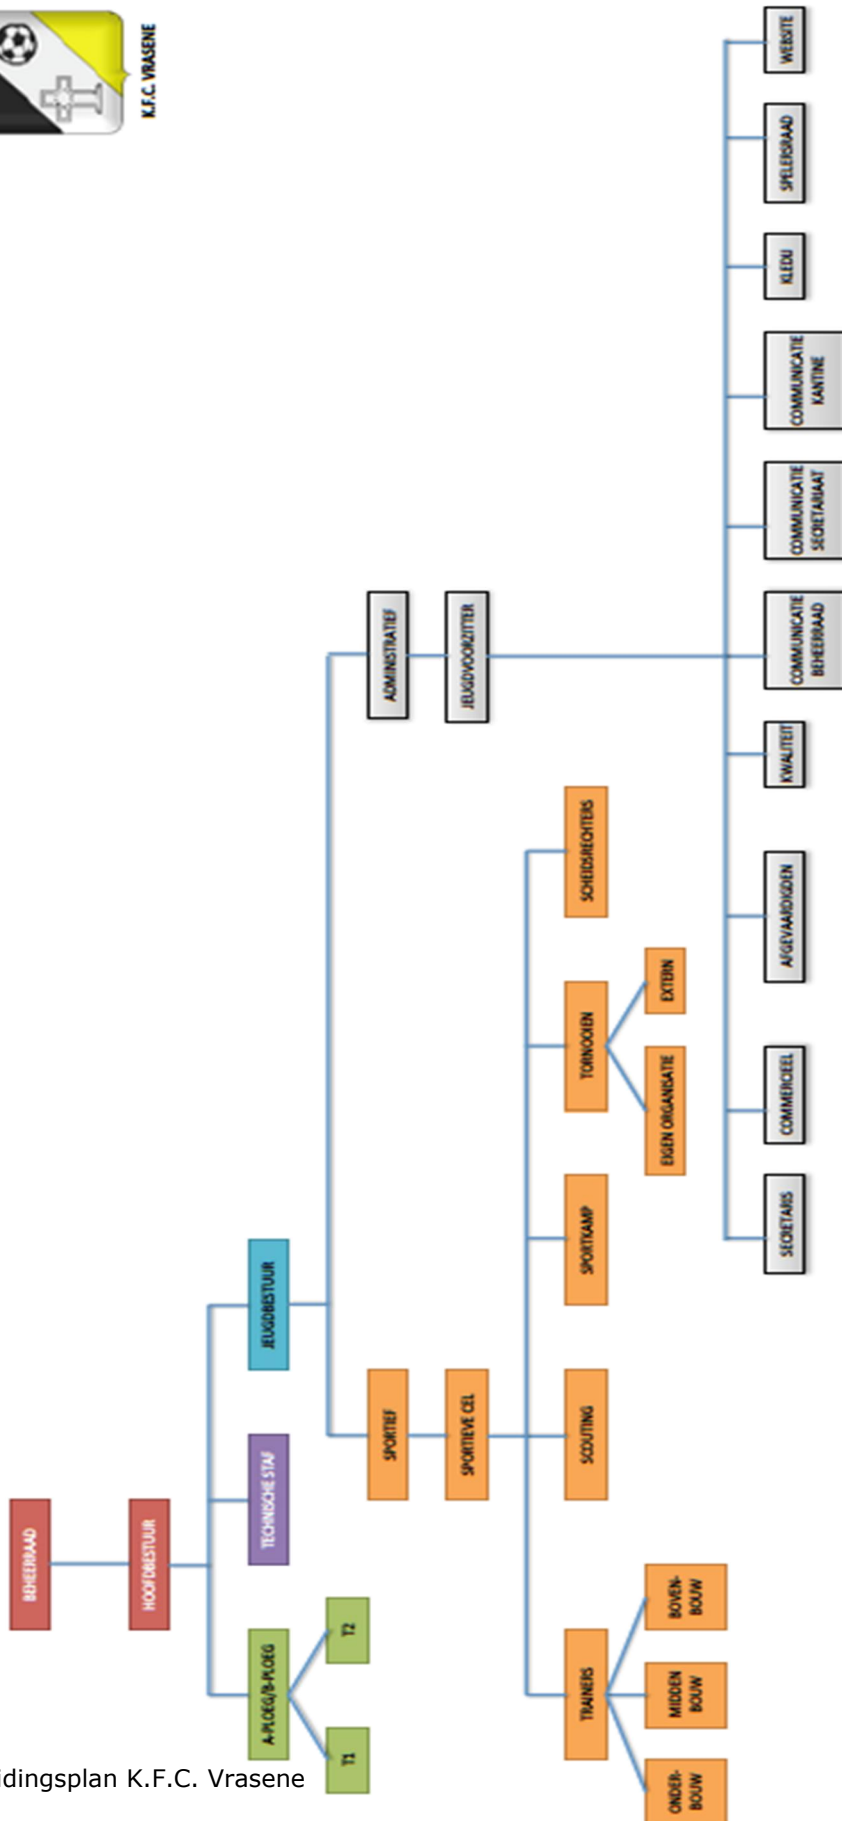 K.F.C. VRASENE
BEHEERRAAD
HOOFDBESTUUR
A-PLOEG/B-PLOEG
TECHNISCHE STAF
JEUGDBESTUUR
T1
T2
SPORTIEF
ADMINISTRATIEF
SPORTIEVE CEL
JEUGDVOORZITTER
TRAINERS
SCOUTING
SPORTKAMP
TORNOOIEN
SCHEIDSRECHTERS
ONDER-
BOUW
MIDDEN
BOUW
BOVEN-
BOUW
EIGEN ORGANISATIE
EXTERN
SECRETARIS
COMMERCIEEL
AFGEVAARDIGDEN
KWALITEIT
COMMUNICATIE
BEHEERRAAD
COMMUNICATIE
SECRETARIAAT
COMMUNICATIE
KANTINE
KLEDIJ
SPELERSRAAD
WEBSITE
idingsplan K.F.C. Vrasene